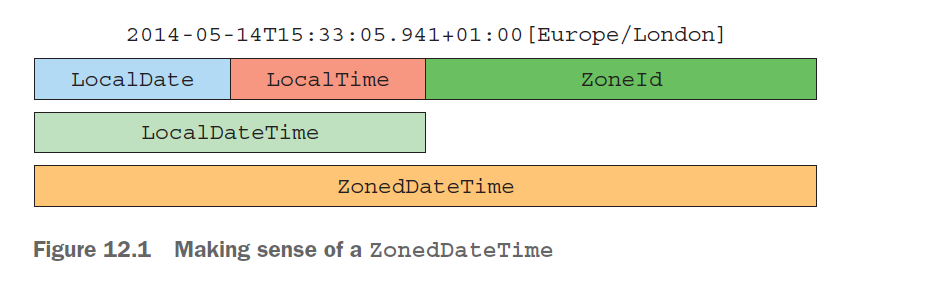 2014-05-14T15:33:05.941+01:00[Europe/London]
LocalDate LocalTime ZoneId
LocalDateTime
ZonedDateTime
Figure 12.1 Making sense of a ZonedDateTime